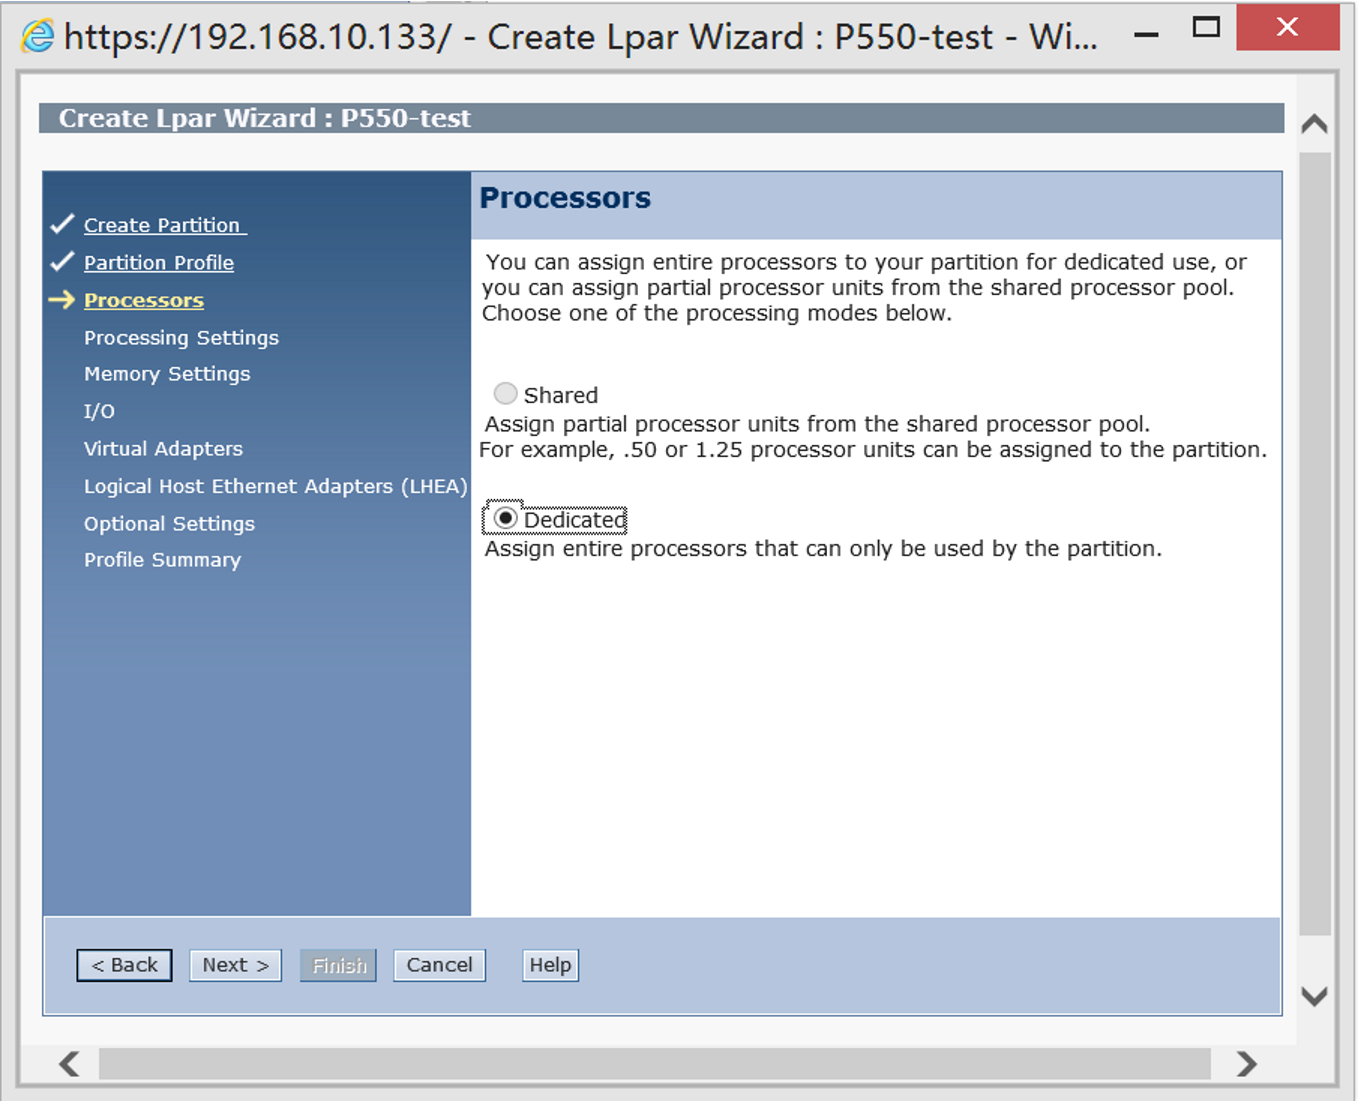 https://192.168.10.133/ - Create Lpar Wizard : P550-test - Wi...
Create Lpar Wizard : P550-test
Create Partition
Partition Profile
Processors
Processing Settings
Memory Settings
I/O
Virtual Adapters
Logical Host Ethernet Adapters (LHEA)
Optional Settings
Profile Summary
Processors
You can assign entire processors to your partition for dedicated use, or
you can assign partial processor units from the shared processor pool.
Choose one of the processing modes below.
Shared
Assign partial processor units from the shared processor pool.
For example, .50 or 1.25 processor units can be assigned to the partition.
Dedicated
Assign entire processors that can only be used by the partition.
< Back Next > Finish Cancel Help